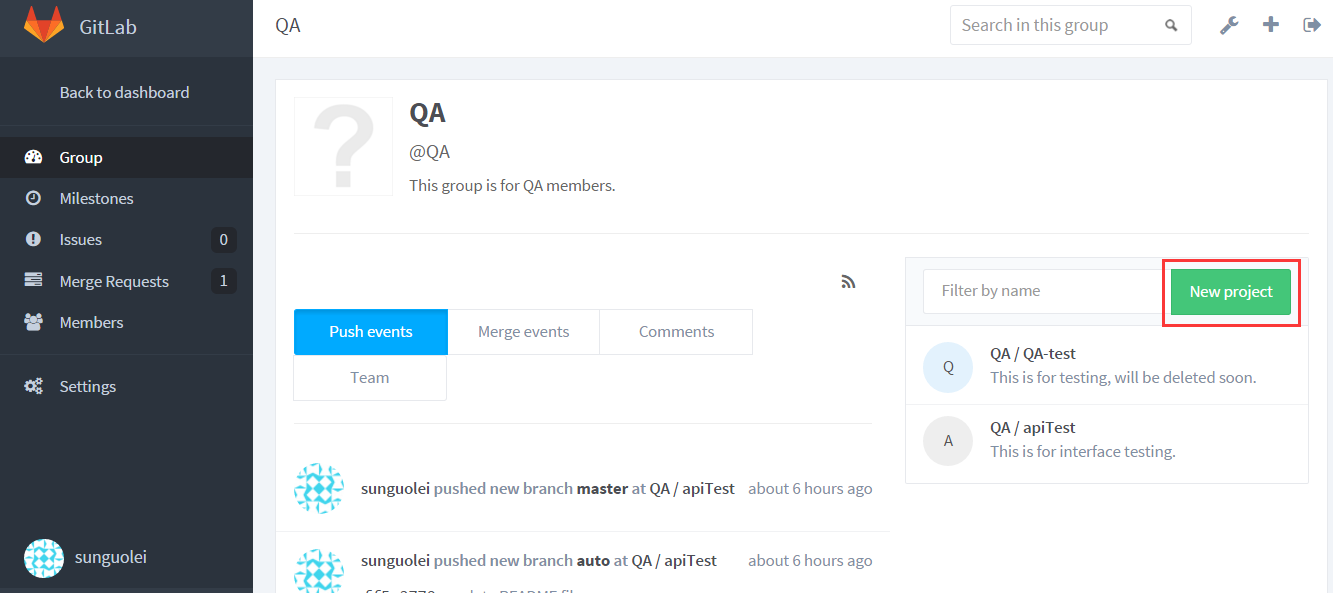 GitLab
Back to dashboard
Group
Milestones
Issues 0
Merge Requests 1
Members
Settings
sunguolei
QA
Search in this group
QA
@QA
This group is for QA members.
Push events
Merge events
Comments
Team
sunguolei pushed new branch master at QA / apiTest about 6 hours ago
sunguolei pushed new branch auto at QA / apiTest about 6 hours ago
Filter by name
New project
Q
QA / QA-test
This is for testing, will be deleted soon.
A
QA / apiTest
This is for interface testing.